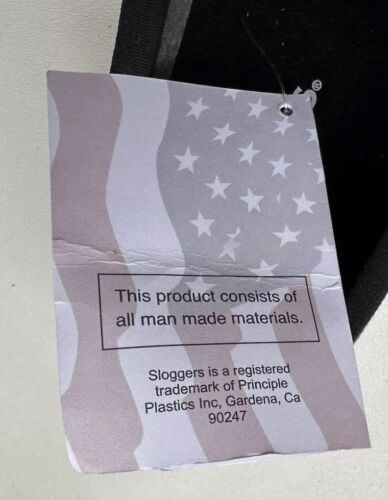 This product consists of
all man made materials.
Sloggers is a registered
trademark of Principle
Plastics Inc, Gardena, Ca
90247